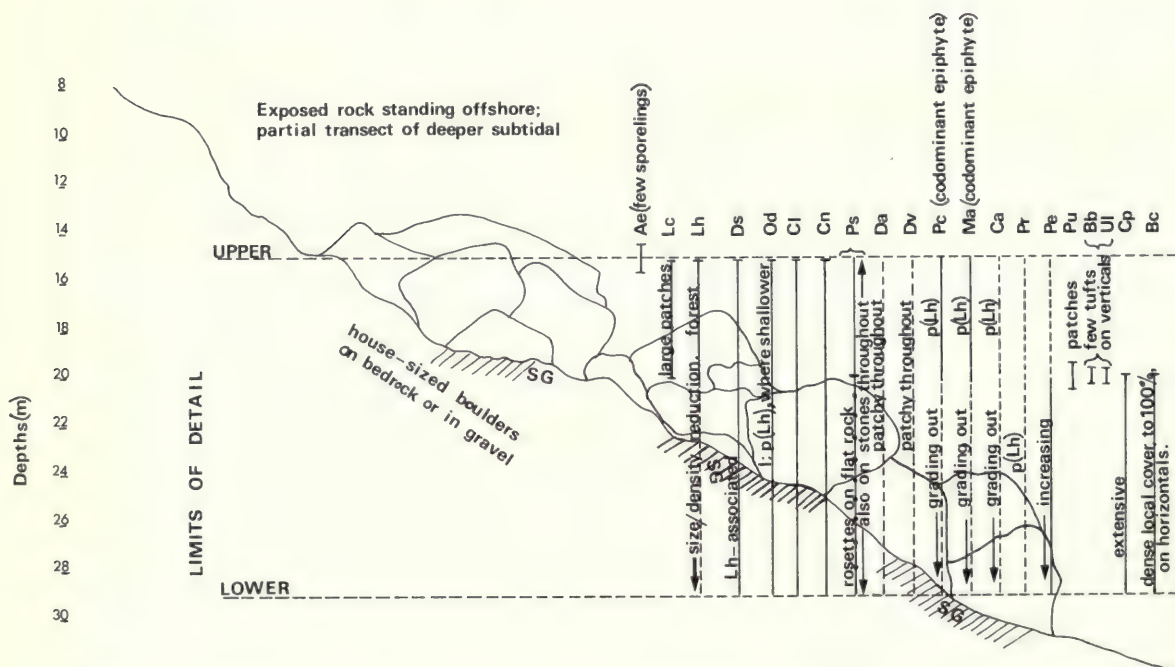 Depths(m)
8
10
12
14
16
18
20
22
24
26
28
30
Exposed rock standing offshore;
partial transect of deeper subtidal
UPPER
LIMITS OF DETAIL
LOWER
house-sized boulders
on bedrock or in gravel
SG
SG
SG
Ae(few sporelings)
Lc
Lh
Ds
Od
Cl
Cn
Ps
Da
Dv
Pc (codominant epiphyte)
Ma (codominant epiphyte)
Ca
Pr
Pe
Pu
Bb
Ul
Cp
Bc
large patches
size/density reduction. forest
Lh-associated
l; p(Lh), where shallower
rosettes on flat rock
also on stones throughout
patchy throughout
patchy throughout
grading out p(Lh)
grading out p(Lh)
grading out p(Lh)
p(Lh)
increasing
patches
few tufts
on verticals
extensive
dense local cover to 100%,
on horizontals.